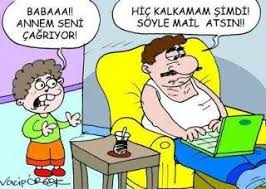 BABAAA!!
ANNEM SENİ
ÇAĞRIYOR!
HİÇ KALKAMAM ŞİMDİ!
SÖYLE MAİL ATSIN!!